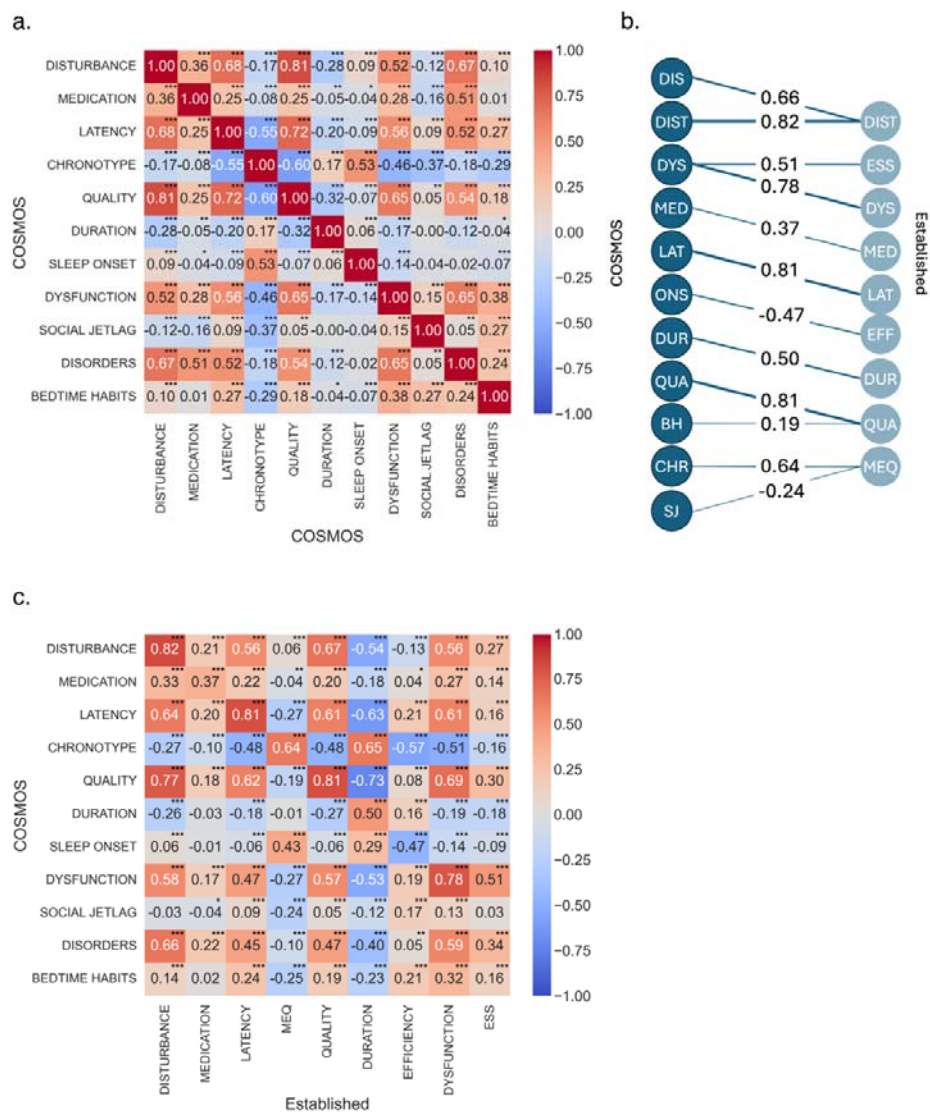 a.
DISTURBANCE 1.00 0.36 0.68 -0.17 0.81 -0.28 0.09 0.52 -0.12 0.67 0.10
MEDICATION 0.36 1.00 0.25 -0.08 0.25 -0.05 -0.04 0.28 -0.16 0.51 0.01
LATENCY 0.68 0.25 1.00 -0.55 0.72 -0.20 -0.09 0.56 0.09 0.52 0.27
CHRONOTYPE -0.17 -0.08 -0.55 1.00 -0.60 0.17 0.53 -0.46 -0.37 -0.18 -0.29
QUALITY 0.81 0.25 0.72 -0.60 1.00 -0.32 -0.07 0.65 0.05 0.54 0.18
DURATION -0.28 -0.05 -0.20 0.17 -0.32 1.00 0.06 -0.17 -0.00 -0.12 -0.04
SLEEP ONSET 0.09 -0.04 -0.09 0.53 -0.07 0.06 1.00 -0.14 -0.04 -0.02 -0.07
DYSFUNCTION 0.52 0.28 0.56 -0.46 0.65 -0.17 -0.14 1.00 0.15 0.65 0.38
SOCIAL JETLAG -0.12 -0.16 0.09 -0.37 0.05 -0.00 -0.04 0.15 1.00 0.05 0.27
DISORDERS 0.67 0.51 0.52 -0.18 0.54 -0.12 -0.02 0.65 0.05 1.00 0.24
BEDTIME HABITS 0.10 0.01 0.27 -0.29 0.18 -0.04 -0.07 0.38 0.27 0.24 1.00
COSMOS
DISTURBANCE
MEDICATION
LATENCY
CHRONOTYPE
QUALITY
DURATION
SLEEP ONSET
DYSFUNCTION
SOCIAL JETLAG
DISORDERS
BEDTIME HABITS
COSMOS
1.00
0.75
0.50
0.25
0.00
−0.25
−0.50
−0.75
−1.00
b.
COSMOS
DIS
DIST
DYS
MED
LAT
ONS
DUR
QUA
BH
CHR
SJ
0.66
0.82
0.51
0.78
0.37
0.81
-0.47
0.50
0.81
0.19
0.64
-0.24
DIST
ESS
DYS
MED
LAT
EFF
DUR
QUA
MEQ
Established
c.
DISTURBANCE 0.82 0.21 0.56 0.06 0.67 -0.54 -0.13 0.56 0.27
MEDICATION 0.33 0.37 0.22 -0.04 0.20 -0.18 0.04 0.27 0.14
LATENCY 0.64 0.20 0.81 -0.27 0.61 -0.63 0.21 0.61 0.16
CHRONOTYPE -0.27 -0.10 -0.48 0.64 -0.48 0.65 -0.57 -0.51 -0.16
QUALITY 0.77 0.18 0.62 -0.19 0.81 -0.73 0.08 0.69 0.30
DURATION -0.26 -0.03 -0.18 -0.01 -0.27 0.50 0.16 -0.19 -0.18
SLEEP ONSET 0.06 -0.01 -0.06 0.43 -0.06 0.29 -0.47 -0.14 -0.09
DYSFUNCTION 0.58 0.17 0.47 -0.27 0.57 -0.53 0.19 0.78 0.51
SOCIAL JETLAG -0.03 -0.04 0.09 -0.24 0.05 -0.12 0.17 0.13 0.03
DISORDERS 0.66 0.22 0.45 -0.10 0.47 -0.40 0.05 0.59 0.34
BEDTIME HABITS 0.14 0.02 0.24 -0.25 0.19 -0.23 0.21 0.32 0.16
COSMOS
DISTURBANCE
MEDICATION
LATENCY
MEQ
QUALITY
DURATION
EFFICIENCY
DYSFUNCTION
ESS
Established
1.00
0.75
0.50
0.25
0.00
−0.25
−0.50
−0.75
−1.00